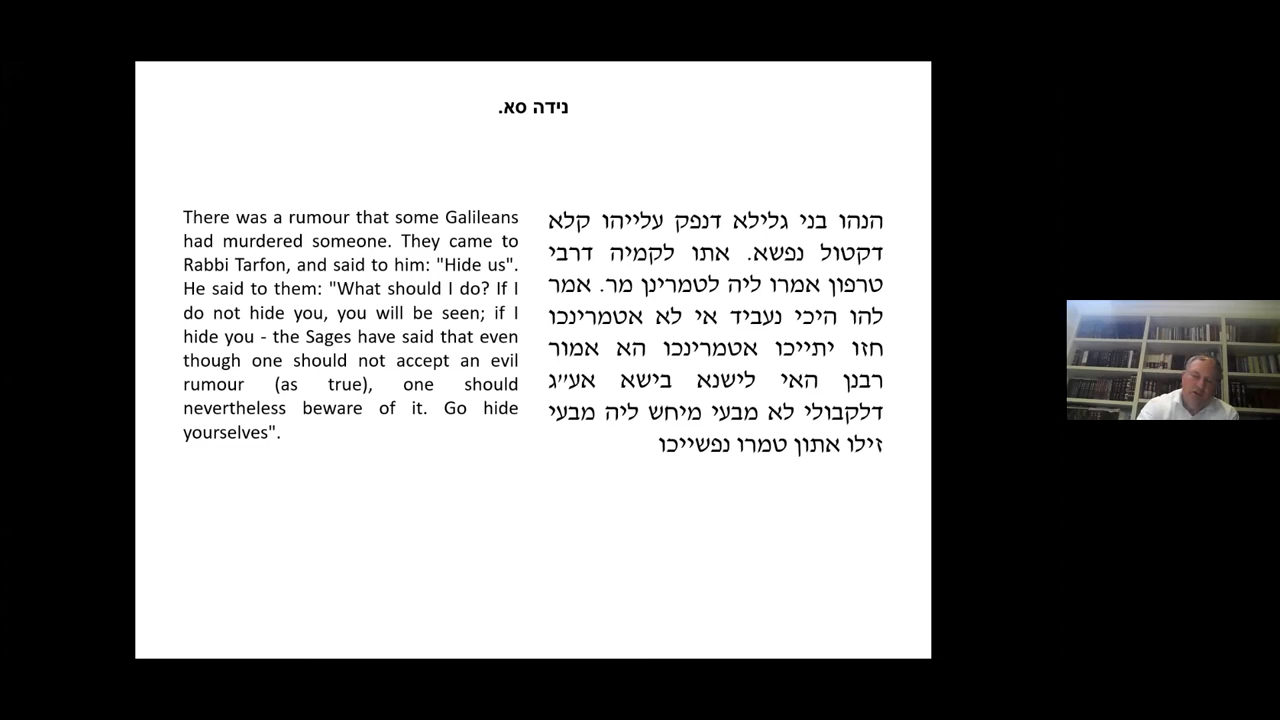 נידה סא.
There was a rumour that some Galileans
had murdered someone. They came to
Rabbi Tarfon, and said to him: "Hide us".
He said to them: "What should I do? If I
do not hide you, you will be seen; if I
hide you - the Sages have said that even
though one should not accept an evil
rumour (as true), one should
nevertheless beware of it. Go hide
yourselves".
הנהו בני גלילא דנפק עלייהו קלא
דקטול נפשא. אתו לקמיה דרבי
טרפון אמרו ליה לטמרינן מר. אמר
להו היכי נעביד אי לא אטמרינכו
חזו יתייכו אטמרינכו הא אמור
רבנן האי לישנא בישא אע״ג
דלקבולי לא מבעי מיחש ליה מבעי
זילו אתון טמרו נפשייכו